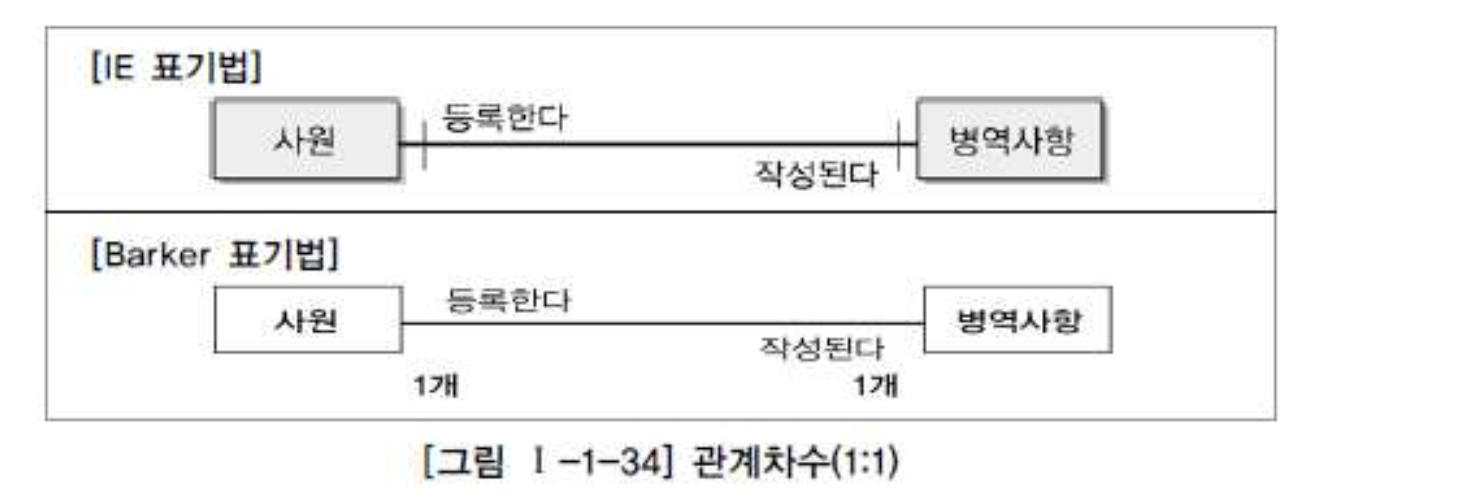 [IE 표기법]
사원 등록한다 작성된다 병역사항
[Barker 표기법]
사원 등록한다 작성된다 병역사항
1개 1개
[그림 Ⅰ-1-34] 관계차수(1:1)